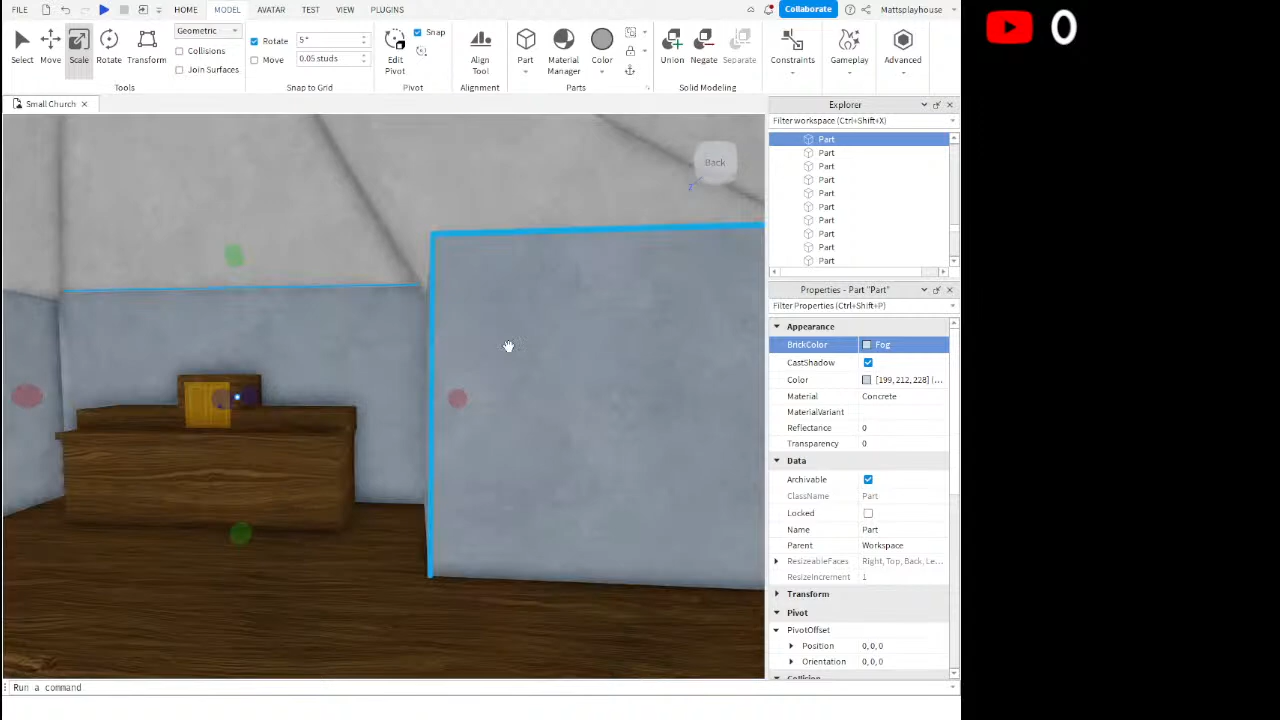 FILE
HOME
MODEL
AVATAR
TEST
VIEW
PLUGINS
Collaborate
Mattsplayhouse
Geometric
Collisions
Join Surfaces
Select
Move
Scale
Rotate
Transform
Tools
Rotate
5 °
Move
0.05 studs
Snap to Grid
Edit
Pivot
Snap
Pivot
Align
Tool
Alignment
Part
Material
Manager
Color
Parts
Union
Negate
Separate
Solid Modeling
Constraints
Gameplay
Advanced
Small Church
Back
Z
Explorer
Filter workspace (Ctrl+Shift+X)
Part
Part
Part
Part
Part
Part
Part
Part
Part
Part
Properties - Part "Part"
Filter Properties (Ctrl+Shift+P)
Appearance
BrickColor Fog
CastShadow
Color [199, 212, 228] (...
Material Concrete
MaterialVariant
Reflectance 0
Transparency 0
Data
Archivable
ClassName Part
Locked
Name Part
Parent Workspace
ResizeableFaces Right, Top, Back, Le...
ResizeIncrement 1
Transform
Pivot
PivotOffset
Position 0, 0, 0
Orientation 0, 0, 0
Collision
Run a command
0